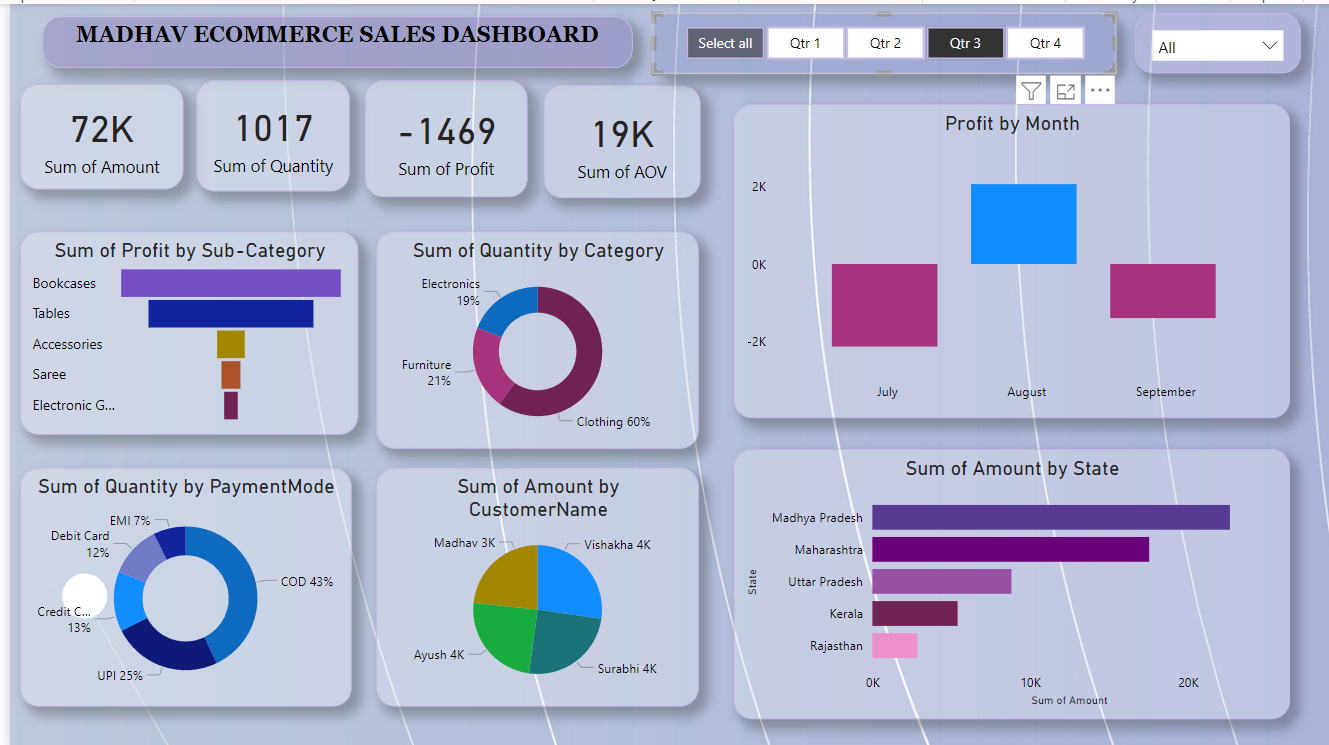 MADHAV ECOMMERCE SALES DASHBOARD
Select all
Qtr 1
Qtr 2
Qtr 3
Qtr 4
All
72K
Sum of Amount
1017
Sum of Quantity
-1469
Sum of Profit
19K
Sum of AOV
Profit by Month
2K
0K
-2K
July
August
September
Sum of Profit by Sub-Category
Bookcases
Tables
Accessories
Saree
Electronic G...
Sum of Quantity by Category
Electronics
19%
Furniture
21%
Clothing 60%
Sum of Quantity by PaymentMode
EMI 7%
Debit Card
12%
COD 43%
Credit C...
13%
UPI 25%
Sum of Amount by
CustomerName
Madhav 3K
Vishakha 4K
Ayush 4K
Surabhi 4K
Sum of Amount by State
State
Madhya Pradesh
Maharashtra
Uttar Pradesh
Kerala
Rajasthan
0K
10K
20K
Sum of Amount